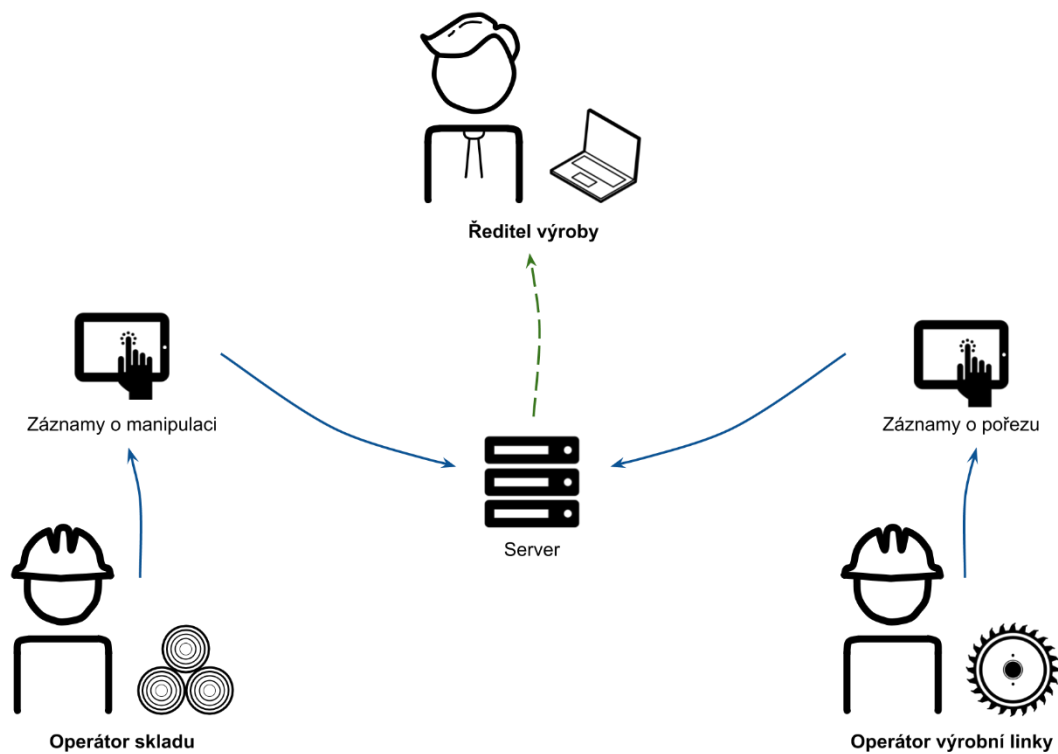 Ředitel výroby
Záznamy o manipulaci
Záznamy o pořezu
Server
Operátor skladu
Operátor výrobní linky